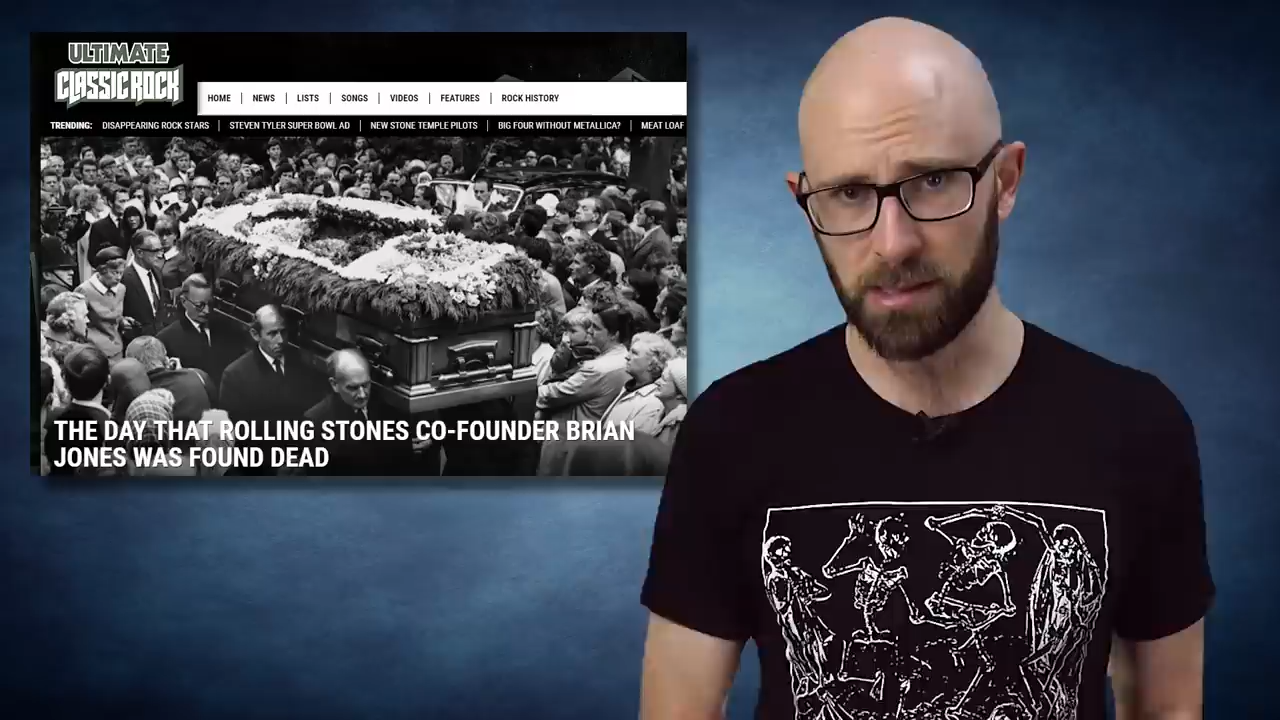 ULTIMATE
CLASSIC ROCK
HOME | NEWS | LISTS | SONGS | VIDEOS | FEATURES | ROCK HISTORY
TRENDING: DISAPPEARING ROCK STARS | STEVEN TYLER SUPER BOWL AD | NEW STONE TEMPLE PILOTS | BIG FOUR WITHOUT METALLICA? | MEAT LOAF
THE DAY THAT ROLLING STONES CO-FOUNDER BRIAN
JONES WAS FOUND DEAD